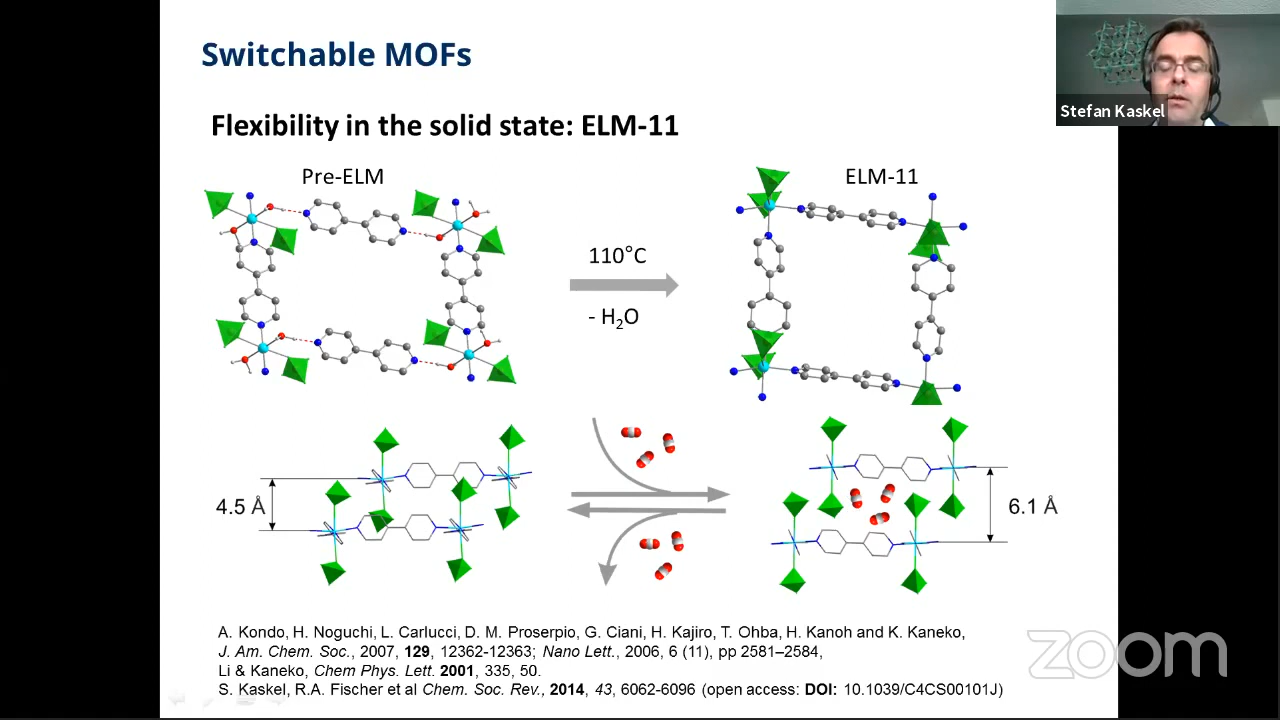 Switchable MOFs
Stefan Kaskel
Flexibility in the solid state: ELM-11
Pre-ELM
ELM-11
110°C
- H2O
4.5 Å
6.1 Å
A. Kondo, H. Noguchi, L. Carlucci, D. M. Proserpio, G. Ciani, H. Kajiro, T. Ohba, H. Kanoh and K. Kaneko,
J. Am. Chem. Soc., 2007, 129, 12362-12363; Nano Lett., 2006, 6 (11), pp 2581–2584,
Li & Kaneko, Chem Phys. Lett. 2001, 335, 50.
S. Kaskel, R.A. Fischer et al Chem. Soc. Rev., 2014, 43, 6062-6096 (open access: DOI: 10.1039/C4CS00101J)
zoom